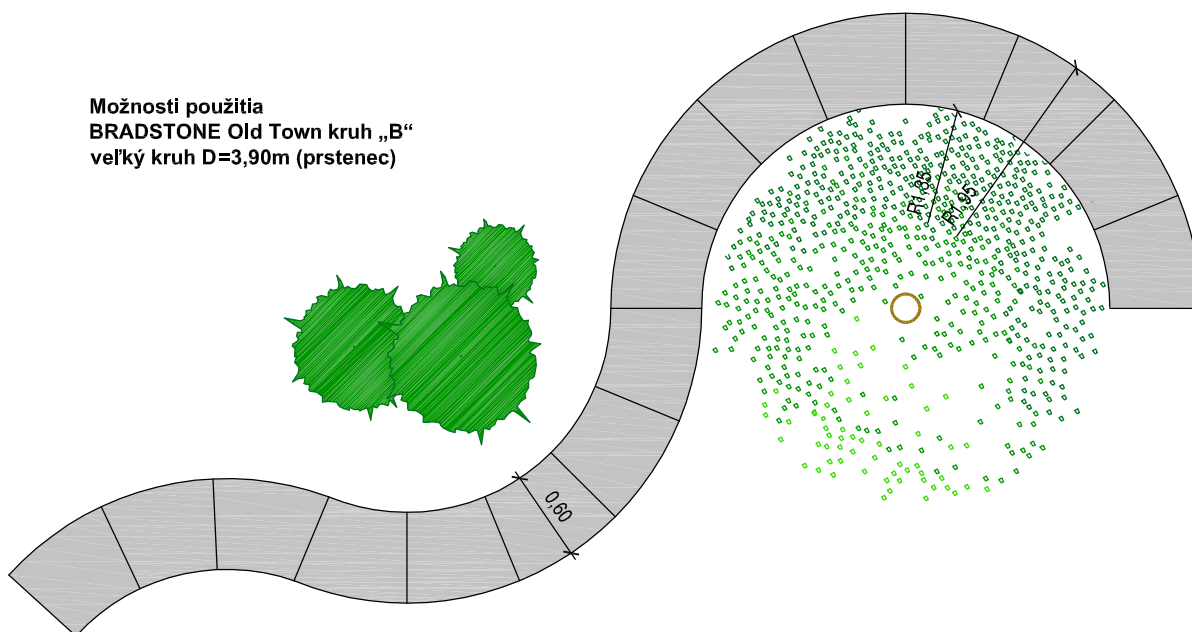 Možnosti použitia
BRADSTONE Old Town kruh „B“
veľký kruh D=3,90m (prstenec)
R1,35
R1,95
0,60